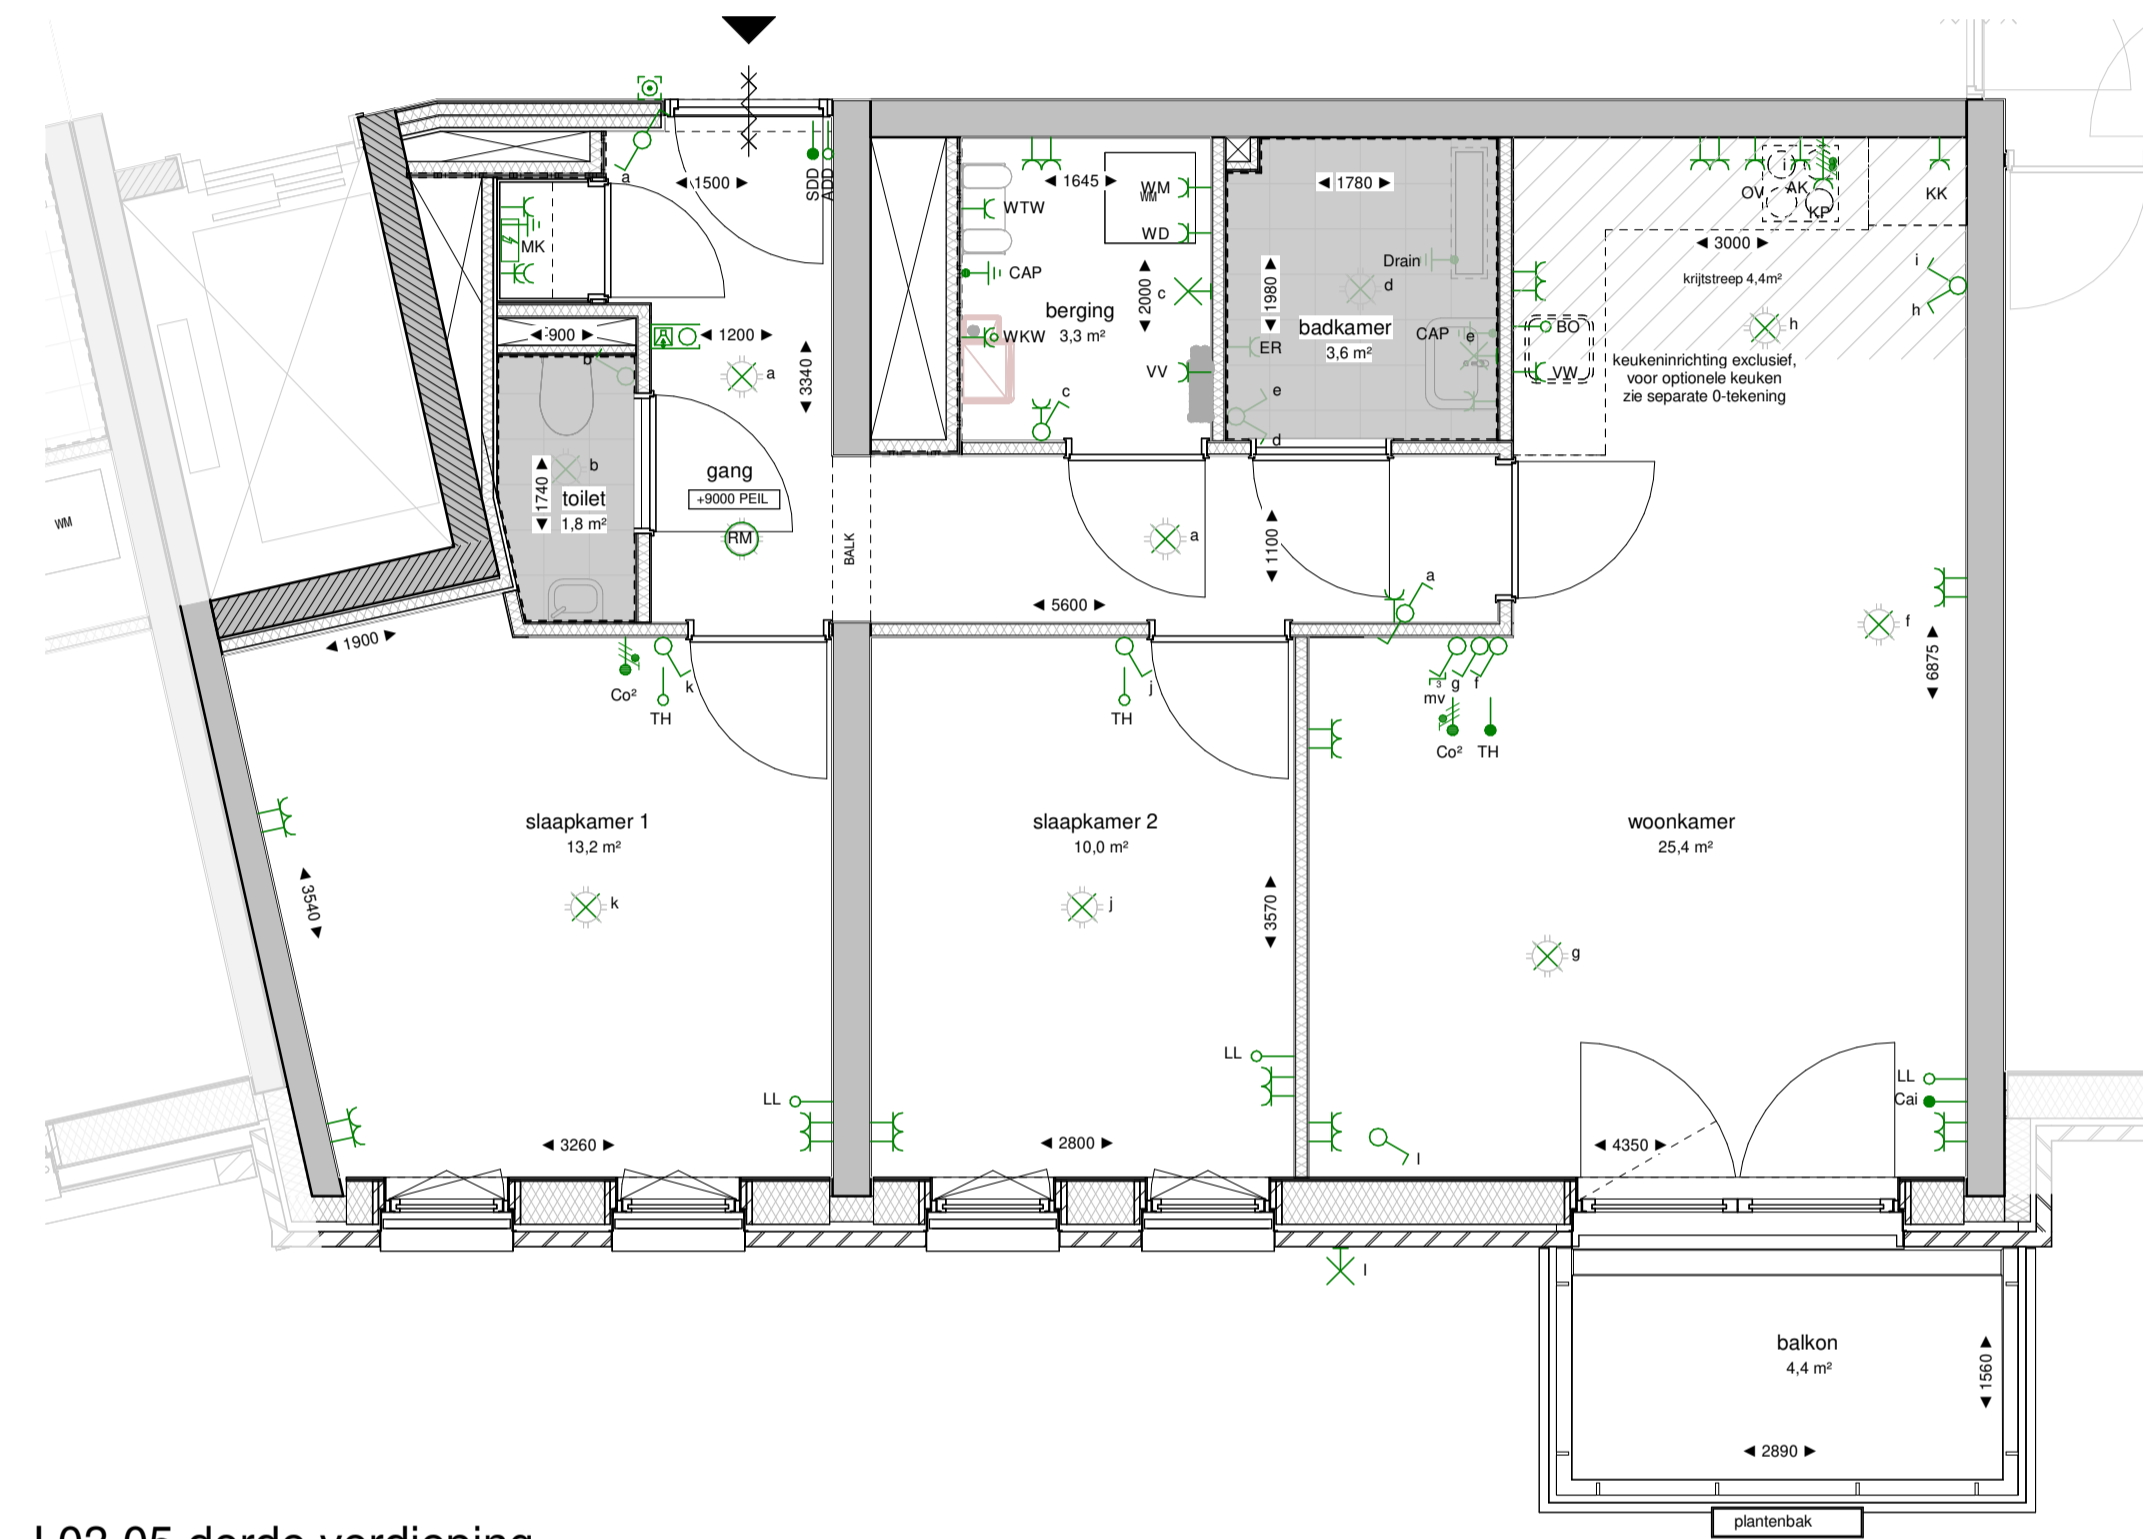 a
1500
SDD
ADD
MK
900
1200
a
b
3340
gang
+9000 PEIL
RM
1740
b
toilet
1,8 m²
BALK
WM
1645
WM
WM
WTW
WD
CAP
c
2000
berging
3,3 m²
WKW
VV
c
1780
Drain
d
1980
badkamer
3,6 m²
CAP
e
ER
e
d
OV
i
AK
KP
KK
3000
krijtstreep 4,4m²
i
h
h
BO
VW
keukeninrichting exclusief,
voor optionele keuken
zie separate 0-tekening
a
1100
a
5600
1900
Co²
k
TH
j
TH
3
mv
g
f
Co²
TH
f
6875
slaapkamer 1
13,2 m²
slaapkamer 2
10,0 m²
woonkamer
25,4 m²
3540
k
j
3570
g
LL
LL
LL
Cai
3260
2800
4350
l
l
balkon
4,4 m²
1560
2890
plantenbak